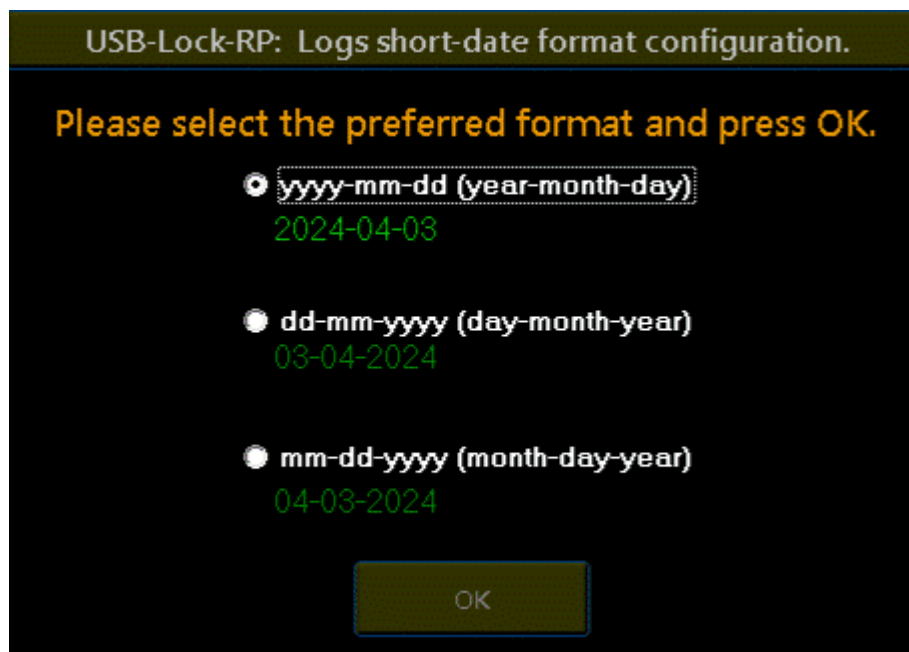 USB-Lock-RP: Logs short-date format configuration.
Please select the preferred format and press OK.
yyyy-mm-dd (year-month-day)
2024-04-03
dd-mm-yyyy (day-month-year)
03-04-2024
mm-dd-yyyy (month-day-year)
04-03-2024
OK